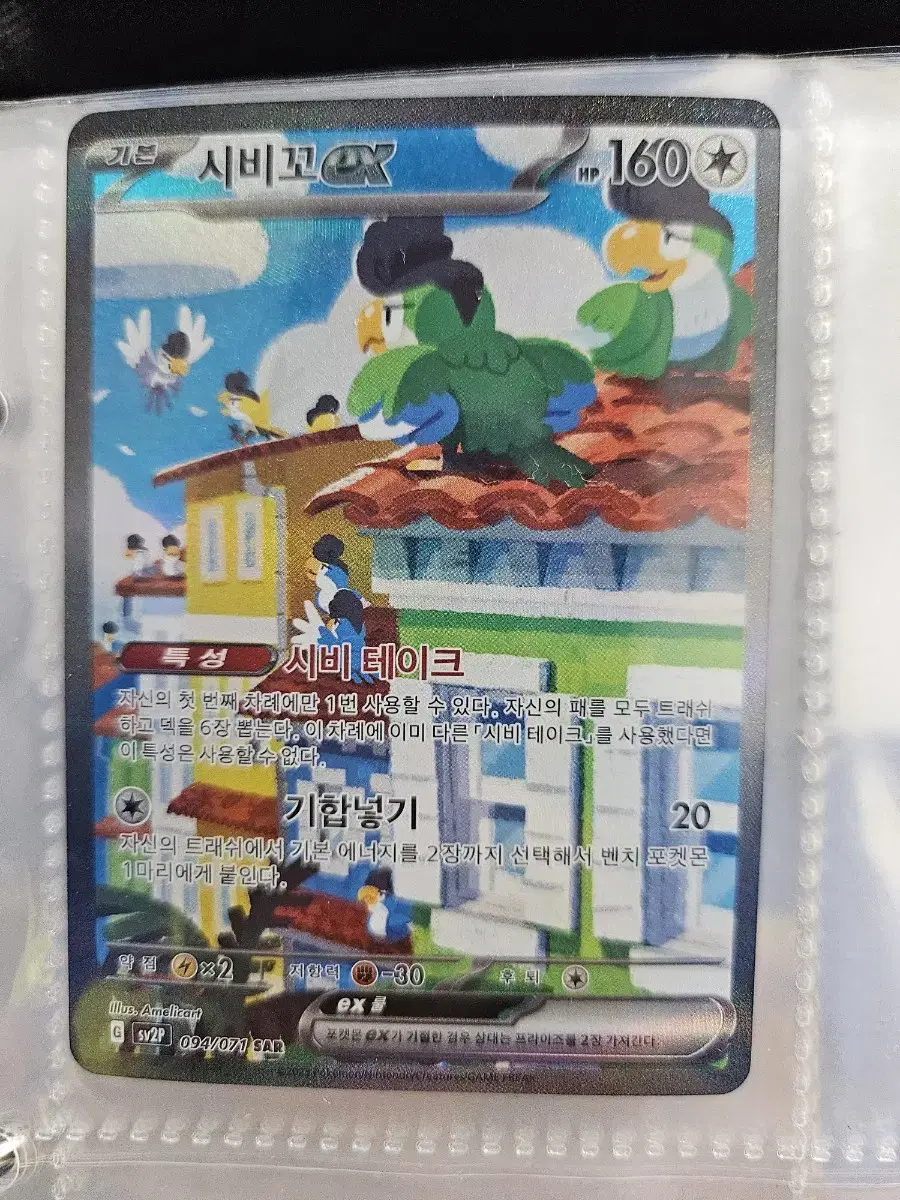 기본 시비꼬 ex HP 160
특성 시비 테이크
자신의 첫 번째 차례에만 1번 사용할 수 있다. 자신의 패를 모두 트래쉬
하고 덱을 6장 뽑는다. 이 차례에 이미 다른 「시비 테이크」를 사용했다면
이 특성은 사용할 수 없다.
기합넣기 20
자신의 트래쉬에서 기본 에너지를 2장까지 선택해서 벤치 포켓몬
1마리에게 붙인다.
약점 ×2 저항력 -30 후퇴
Illus. Amelicart
ex 룰
G sv2P 094/071 SAR
포켓몬 ex가 기절한 경우 상대는 프라이즈를 2장 가져간다.
©2023 Pokémon/Nintendo/Creatures/GAME FREAK